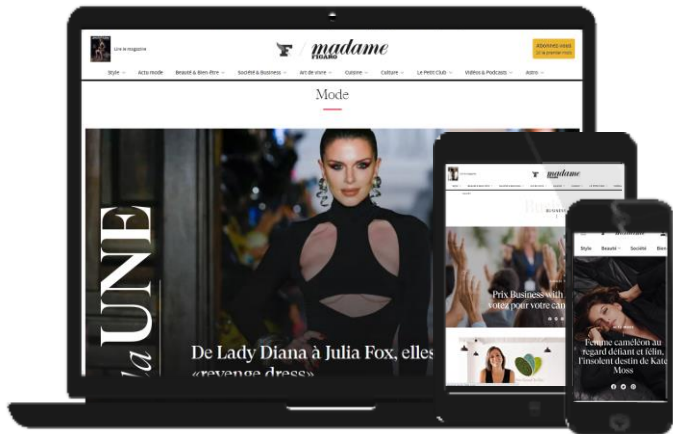 Lire le magazine
madame
FIGARO
Abonnez-vous
Style
Actu mode
Beauté & Bien-être
Société & Business
Art de vivre
Cuisine
Culture
Le Petit Club
Vidéos & Podcasts
Astro
Mode
la UNE
De Lady Diana à Julia Fox, elles
«revenge dress»
madame
BUSINESS
Prix Business with
votez pour votre can
Style
Beauté
Société
Bien
Femme caméléon au
regard défiant et félin,
l'insolent destin de Kate
Moss